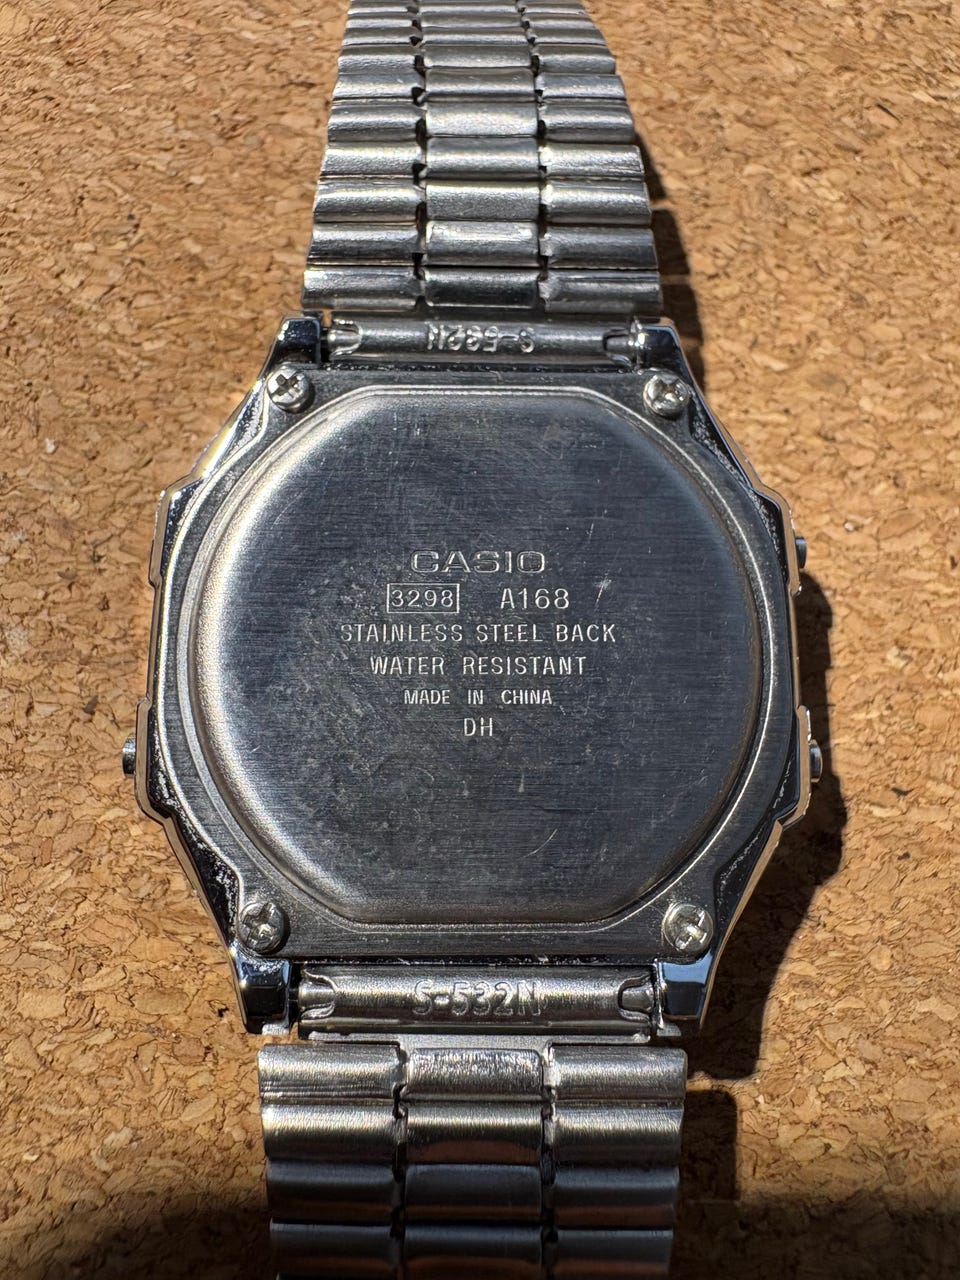 S-532N
CASIO
3298 A168
STAINLESS STEEL BACK
WATER RESISTANT
MADE IN CHINA
DH
S-532N